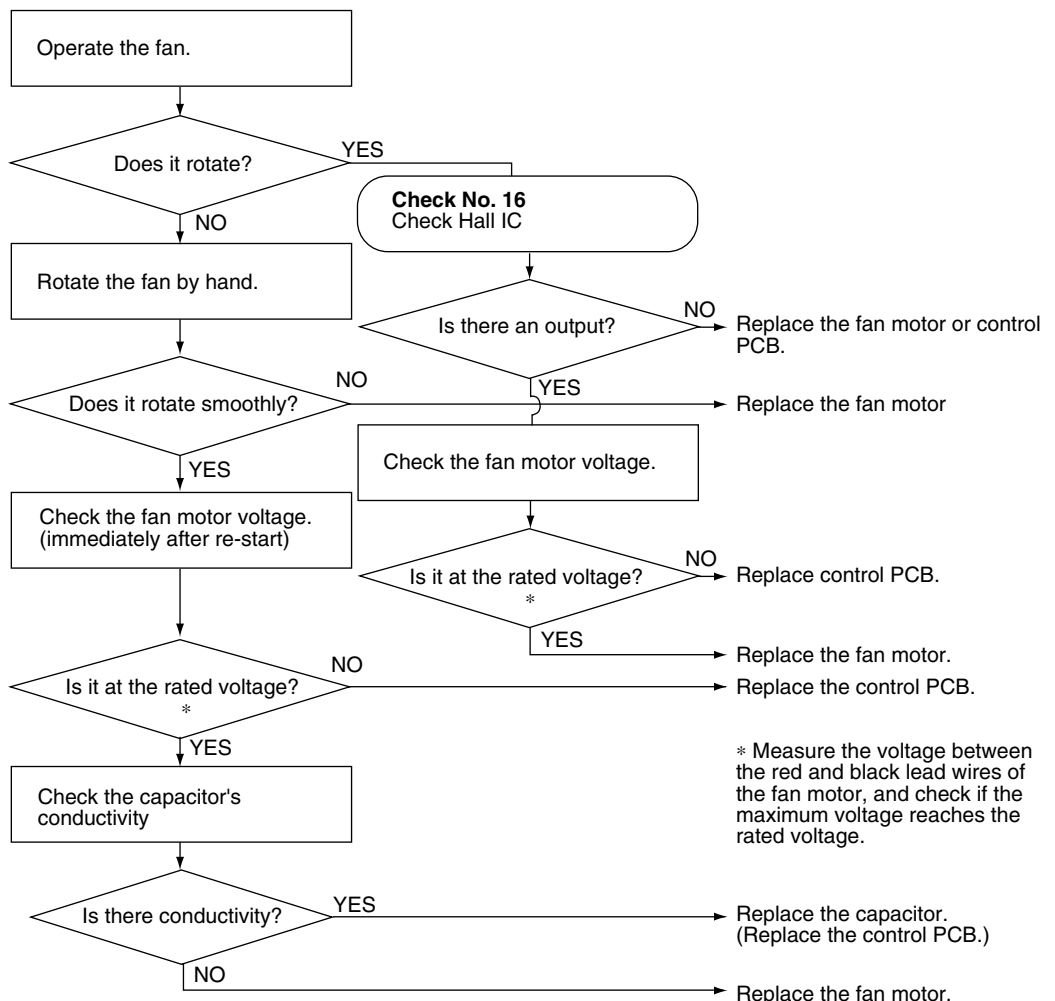 Operate the fan.
Does it rotate?
YES
NO
Check No. 16
Check Hall IC
Rotate the fan by hand.
Is there an output?
NO
Replace the fan motor or control
PCB.
YES
Does it rotate smoothly?
NO
Replace the fan motor
YES
Check the fan motor voltage.
Check the fan motor voltage.
(immediately after re-start)
Is it at the rated voltage?
*
NO
Replace control PCB.
YES
Replace the fan motor.
Is it at the rated voltage?
*
NO
Replace the control PCB.
YES
* Measure the voltage between
the red and black lead wires of
the fan motor, and check if the
maximum voltage reaches the
rated voltage.
Check the capacitor's
conductivity
Is there conductivity?
YES
Replace the capacitor.
(Replace the control PCB.)
NO
Replace the fan motor.